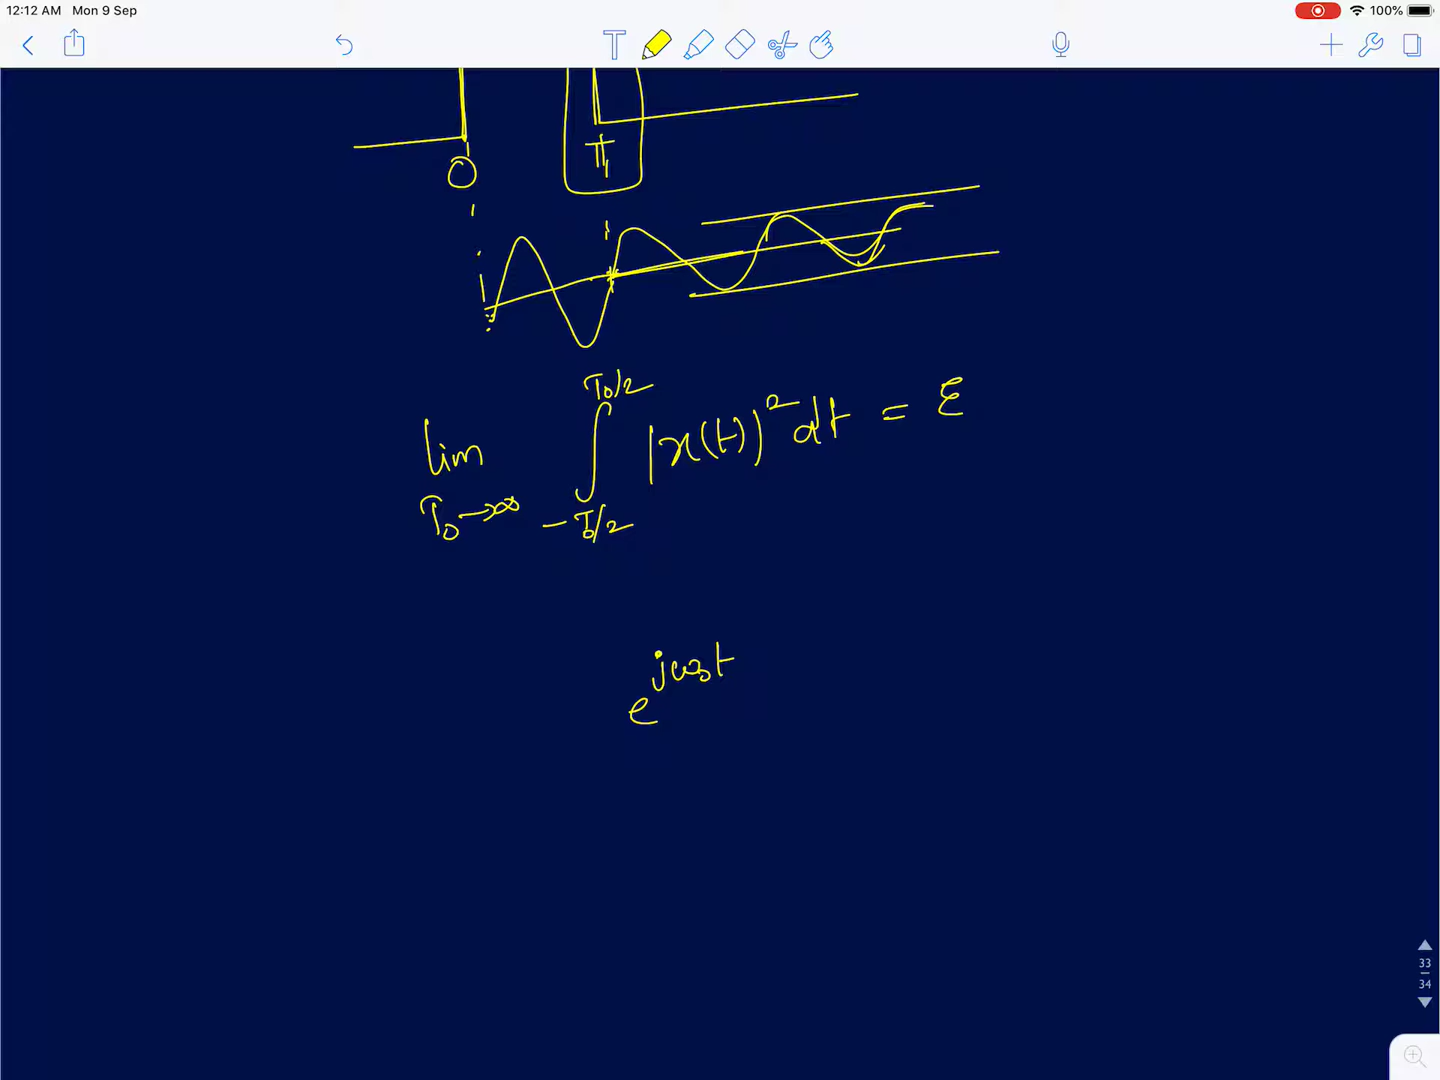 12:12 AM Mon 9 Sep
100%
T
0
T
lim T₀→∞ ∫_{-T₀/2}^{T₀/2} |x(t)|² dt = ε
e^{jω₀t}
33
34